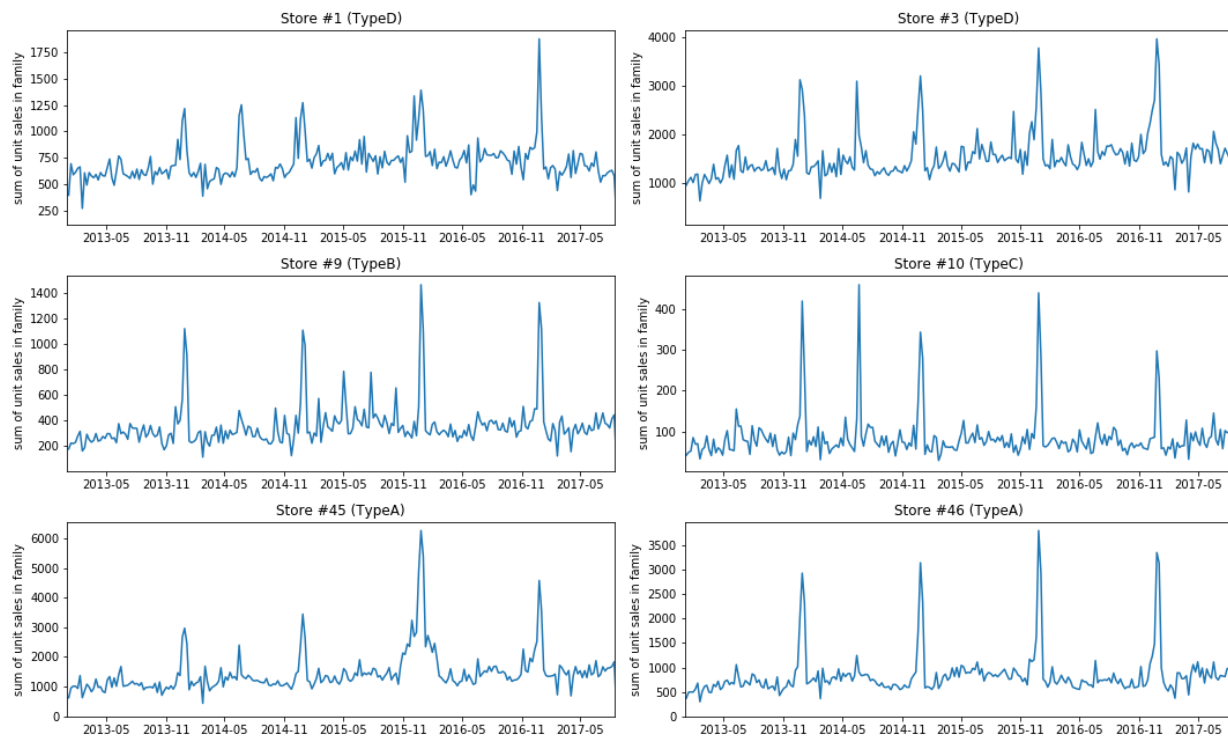 Store #1 (TypeD)
sum of unit sales in family
1750
1500
1250
1000
750
500
250
2013-05 2013-11 2014-05 2014-11 2015-05 2015-11 2016-05 2016-11 2017-05
Store #3 (TypeD)
sum of unit sales in family
4000
3000
2000
1000
2013-05 2013-11 2014-05 2014-11 2015-05 2015-11 2016-05 2016-11 2017-05
Store #9 (TypeB)
sum of unit sales in family
1400
1200
1000
800
600
400
200
2013-05 2013-11 2014-05 2014-11 2015-05 2015-11 2016-05 2016-11 2017-05
Store #10 (TypeC)
sum of unit sales in family
400
300
200
100
2013-05 2013-11 2014-05 2014-11 2015-05 2015-11 2016-05 2016-11 2017-05
Store #45 (TypeA)
sum of unit sales in family
6000
5000
4000
3000
2000
1000
0
2013-05 2013-11 2014-05 2014-11 2015-05 2015-11 2016-05 2016-11 2017-05
Store #46 (TypeA)
sum of unit sales in family
3500
3000
2500
2000
1500
1000
500
0
2013-05 2013-11 2014-05 2014-11 2015-05 2015-11 2016-05 2016-11 2017-05